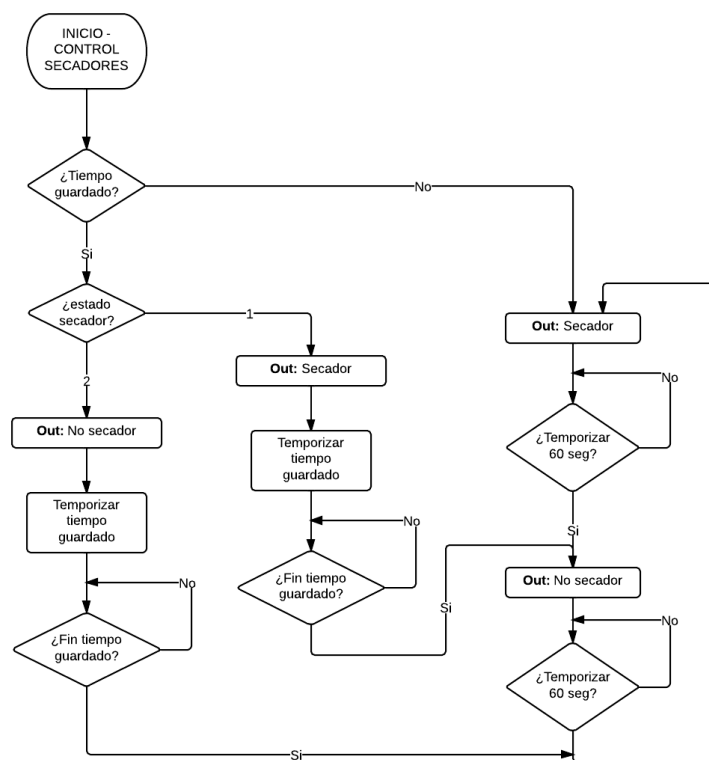 INICIO -
CONTROL
SECADORES
¿Tiempo
guardado?
No
Si
¿estado
secador?
1
2
Out: Secador
Out: Secador
No
Out: No secador
Temporizar
tiempo
guardado
¿Temporizar
60 seg?
Temporizar
tiempo
guardado
No
Si
No
¿Fin tiempo
guardado?
Out: No secador
Si
No
¿Fin tiempo
guardado?
¿Temporizar
60 seg?
Si